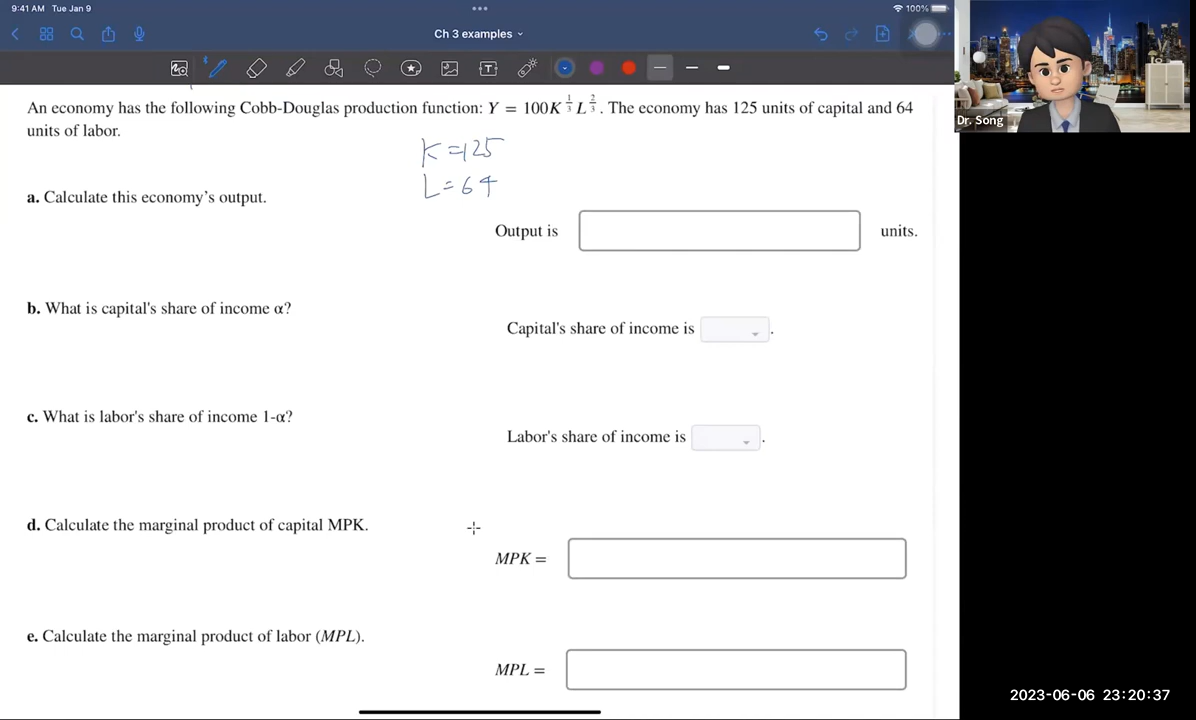 9:41 AM Tue Jan 9
100%
Ch 3 examples
An economy has the following Cobb-Douglas production function: Y = 100K^{1/3}L^{2/3}. The economy has 125 units of capital and 64
units of labor.
K=125
L=64
a. Calculate this economy's output.
Output is units.
b. What is capital's share of income α?
Capital's share of income is .
c. What is labor's share of income 1-α?
Labor's share of income is .
d. Calculate the marginal product of capital MPK.
MPK =
e. Calculate the marginal product of labor (MPL).
MPL =
Dr. Song
2023-06-06 23:20:37